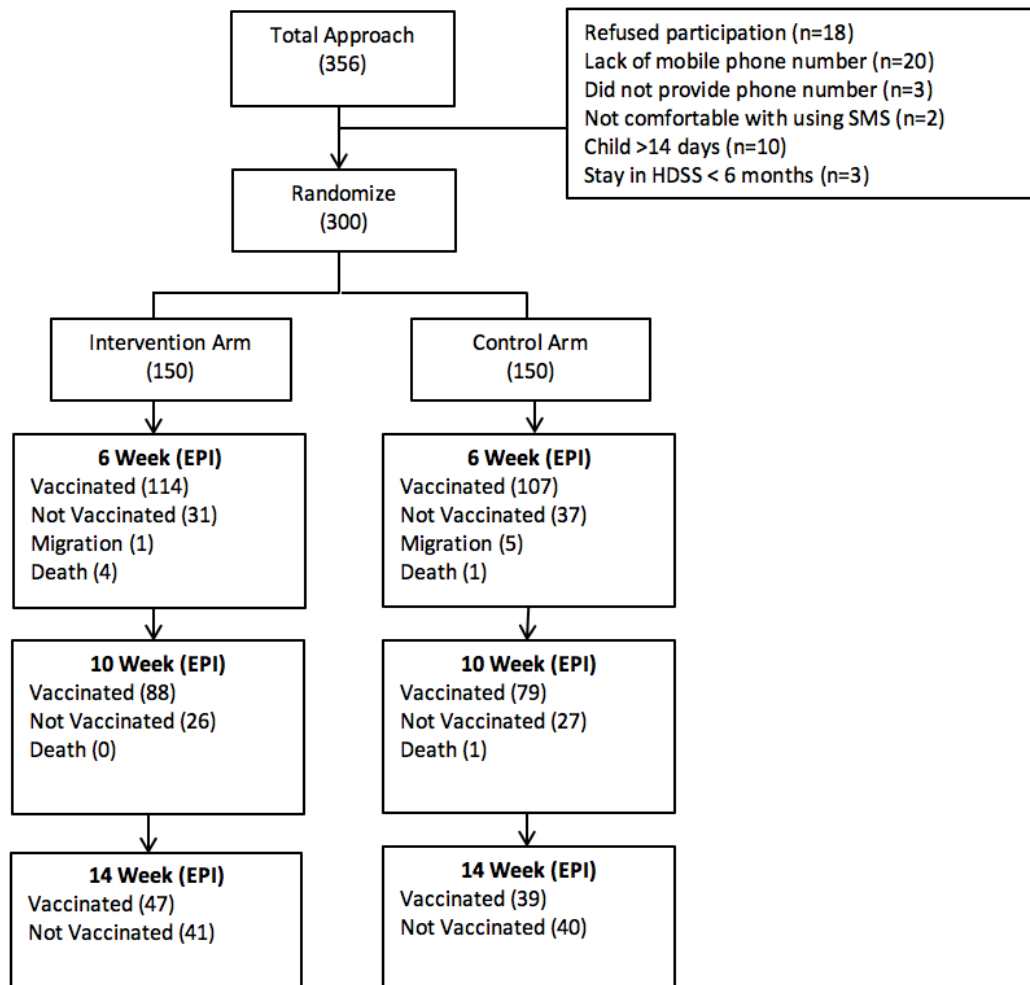 Total Approach
(356)
Refused participation (n=18)
Lack of mobile phone number (n=20)
Did not provide phone number (n=3)
Not comfortable with using SMS (n=2)
Child >14 days (n=10)
Stay in HDSS < 6 months (n=3)
Randomize
(300)
Intervention Arm
(150)
Control Arm
(150)
6 Week (EPI)
Vaccinated (114)
Not Vaccinated (31)
Migration (1)
Death (4)
6 Week (EPI)
Vaccinated (107)
Not Vaccinated (37)
Migration (5)
Death (1)
10 Week (EPI)
Vaccinated (88)
Not Vaccinated (26)
Death (0)
10 Week (EPI)
Vaccinated (79)
Not Vaccinated (27)
Death (1)
14 Week (EPI)
Vaccinated (47)
Not Vaccinated (41)
14 Week (EPI)
Vaccinated (39)
Not Vaccinated (40)